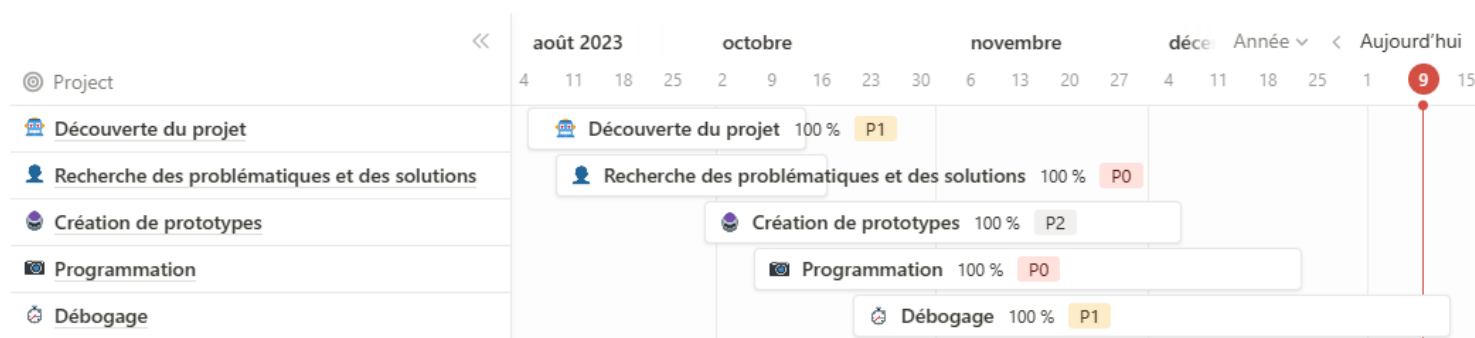 août 2023 octobre novembre déce Année Aujourd'hui
Project 4 11 18 25 2 9 16 23 30 6 13 20 27 4 11 18 25 1 9 15
Découverte du projet Découverte du projet 100 % P1
Recherche des problématiques et des solutions Recherche des problématiques et des solutions 100 % P0
Création de prototypes Création de prototypes 100 % P2
Programmation Programmation 100 % P0
Débogage Débogage 100 % P1